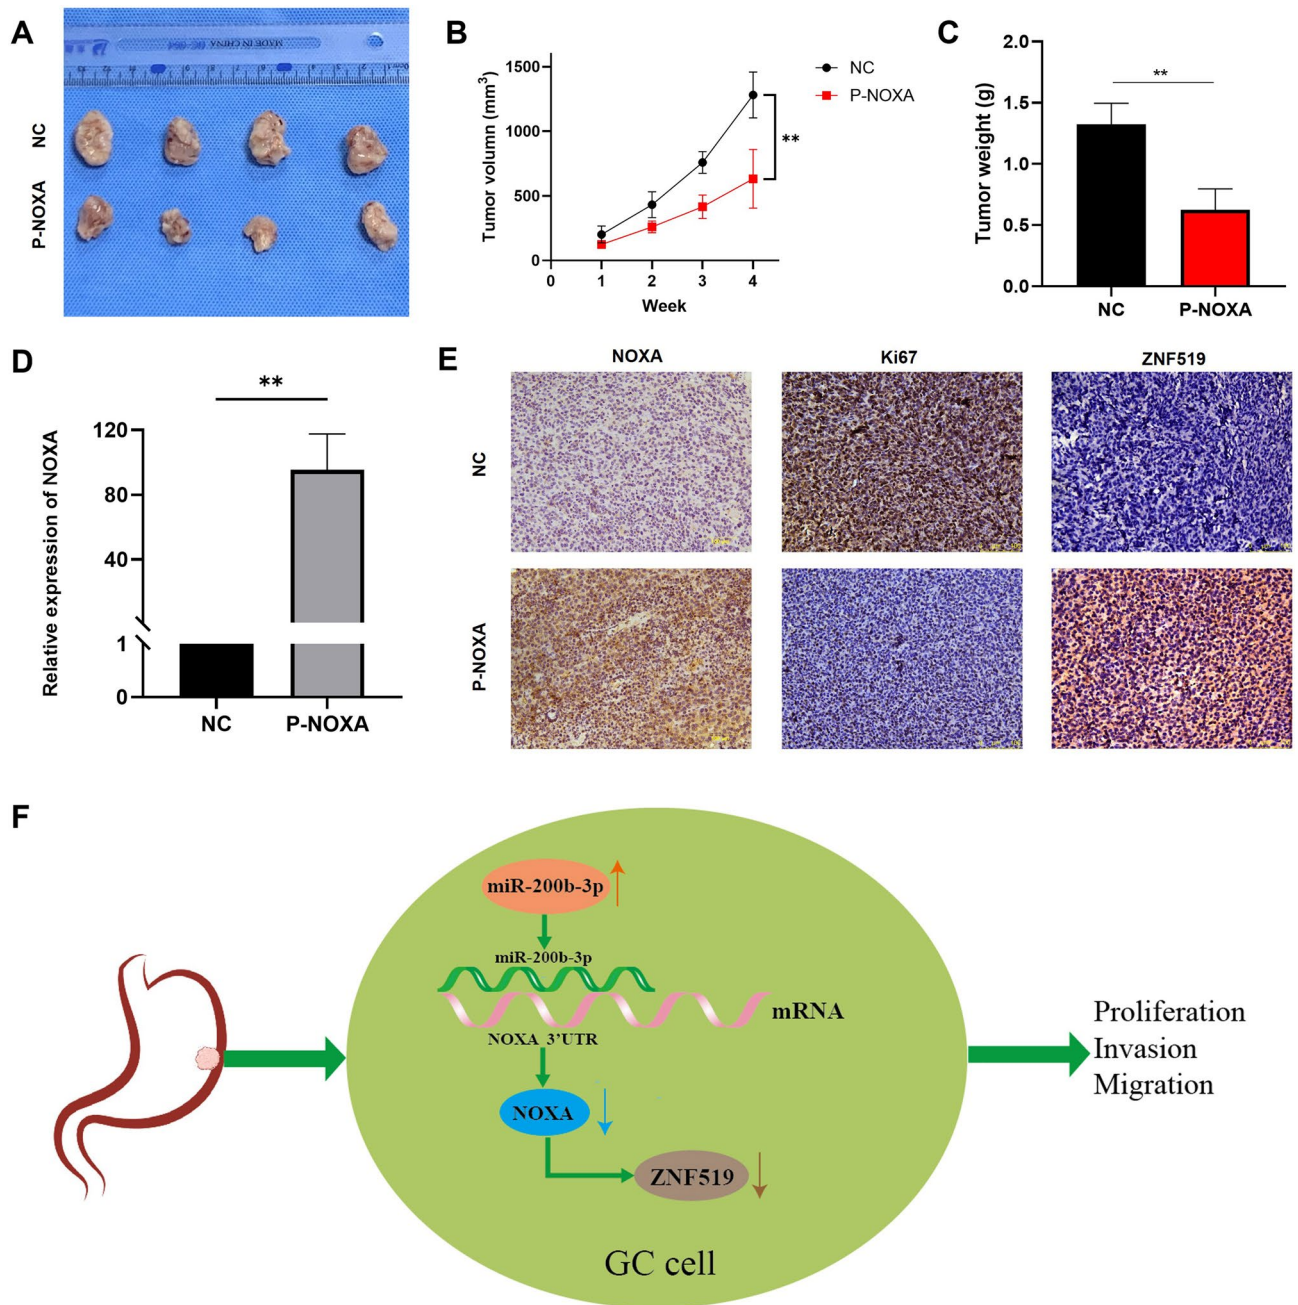 A
MADE IN CHINA
NC
P-NOXA
B
Tumor volumn (mm³)
1500
1000
500
0
0 1 2 3 4
Week
NC
P-NOXA
**
C
Tumor weight (g)
2.0
1.5
1.0
0.5
0.0
**
NC P-NOXA
D
Relative expression of NOXA
**
120
80
40
1
0
NC P-NOXA
E
NOXA Ki67 ZNF519
NC
P-NOXA
F
miR-200b-3p
miR-200b-3p
mRNA
NOXA 3'UTR
NOXA
ZNF519
GC cell
Proliferation
Invasion
Migration